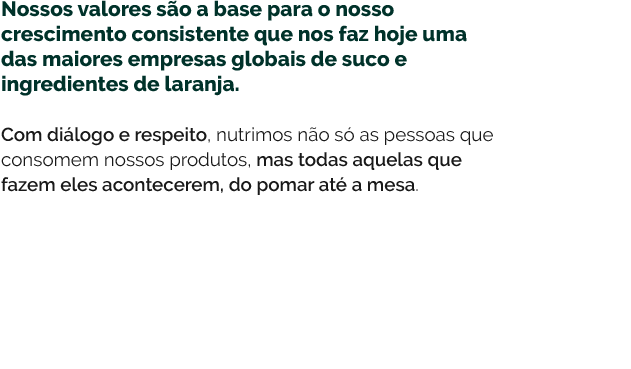 Nossos valores são a base para o nosso
crescimento consistente que nos faz hoje uma
das maiores empresas globais de suco e
ingredientes de laranja.
Com diálogo e respeito, nutrimos não só as pessoas que
consomem nossos produtos, mas todas aquelas que
fazem eles acontecerem, do pomar até a mesa.